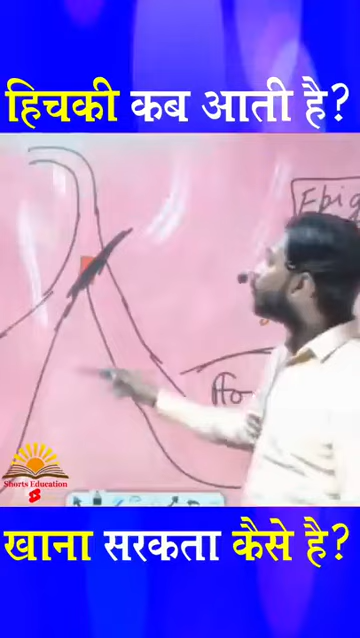 हिचकी कब आती है?
Shorts Education
खाना सरकता कैसे है?